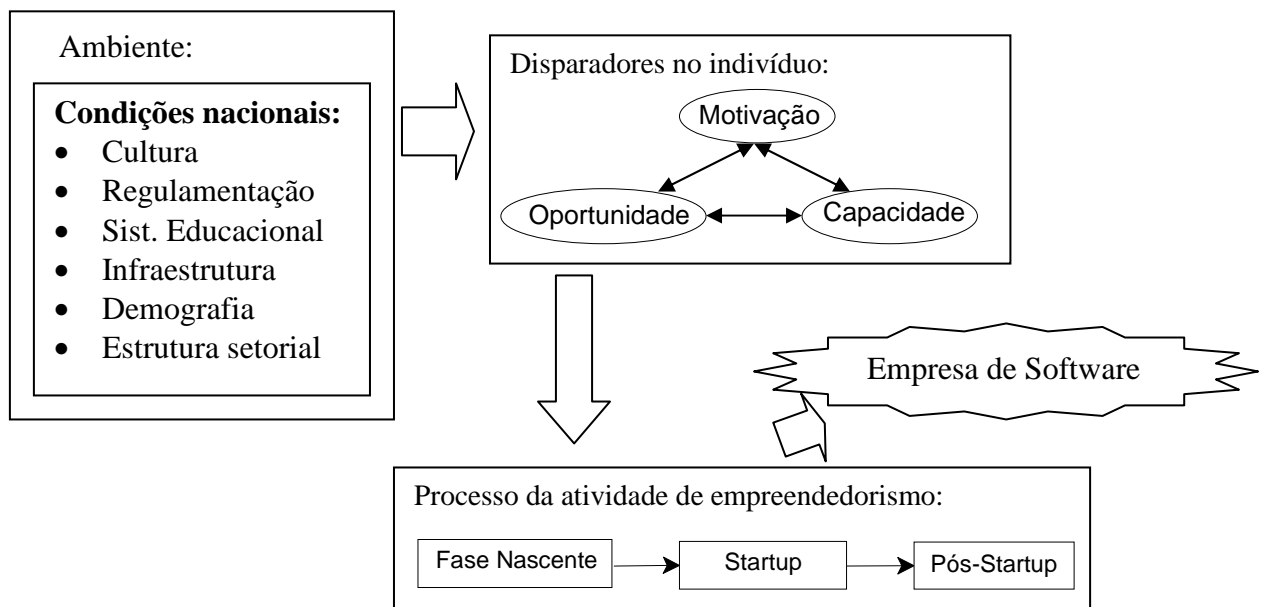 Ambiente:
Condições nacionais:
• Cultura
• Regulamentação
• Sist. Educacional
• Infraestrutura
• Demografia
• Estrutura setorial
Disparadores no indivíduo:
Motivação
Oportunidade
Capacidade
Empresa de Software
Processo da atividade de empreendedorismo:
Fase Nascente
Startup
Pós-Startup